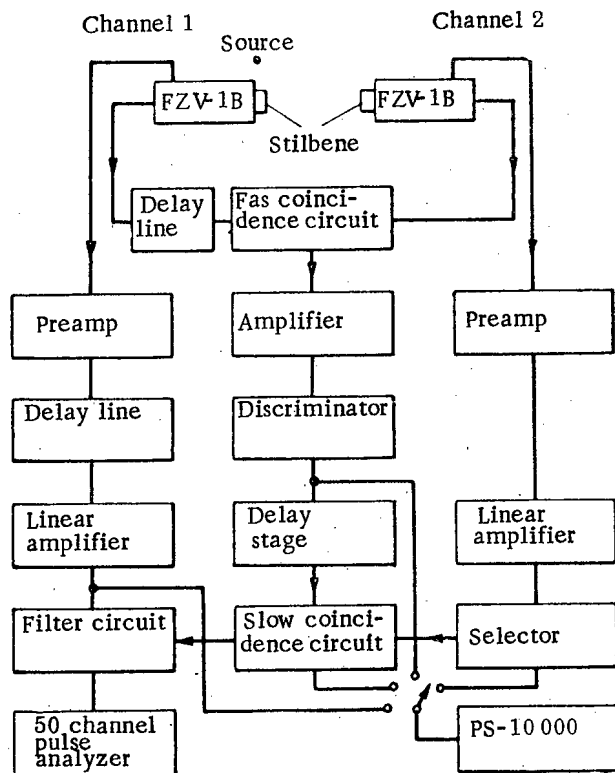 Channel 1
Source
Channel 2
FZV-1B
FZV-1B
Stilbene
Delay
line
Fas coinci-
dence circuit
Preamp
Amplifier
Preamp
Delay line
Discriminator
Linear
amplifier
Delay
stage
Linear
amplifier
Filter circuit
Slow coinci-
dence circuit
Selector
50 channel
pulse
analyzer
PS-10 000